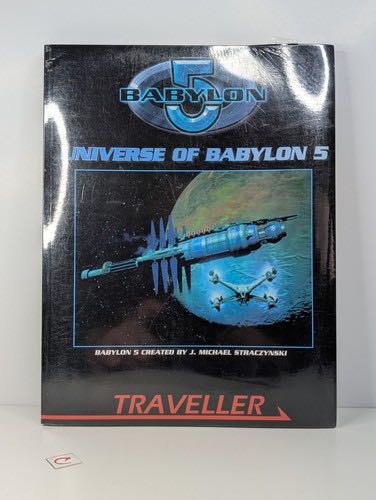 5
BABYLON
UNIVERSE OF BABYLON 5
BABYLON 5 CREATED BY J. MICHAEL STRACZYNSKI
TRAVELLER